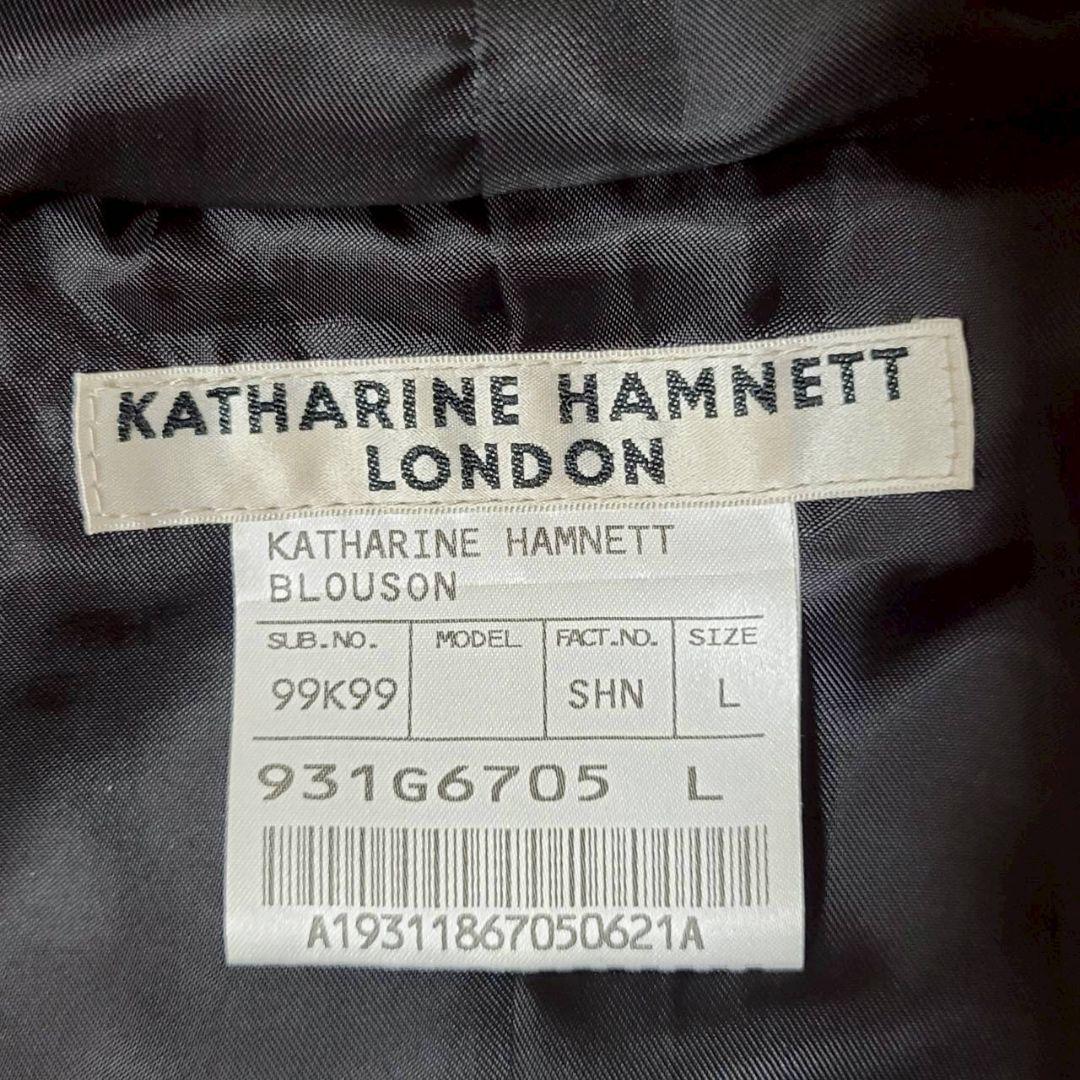 KATHARINE HAMNETT
LONDON
KATHARINE HAMNETT
BLOUSON
SUB.NO. MODEL FACT.NO. SIZE
99K99 SHN L
931G6705 L
A19311867050621A